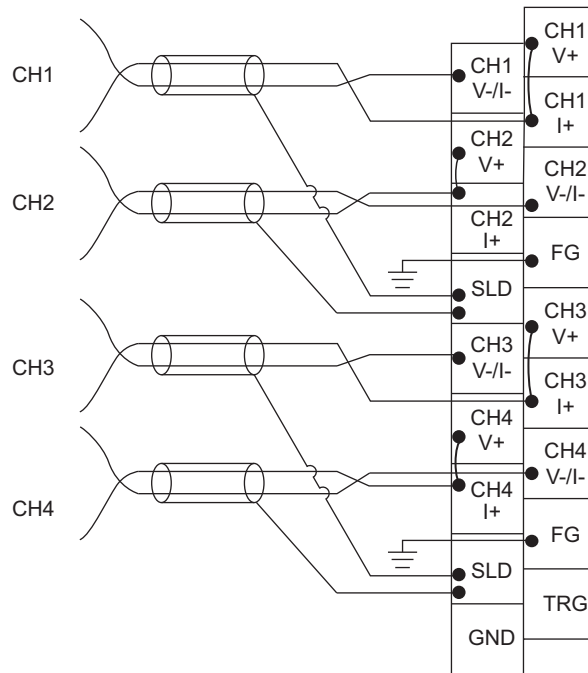 CH1
CH2
CH3
CH4
CH1
V-/I-
CH2
V+
CH2
I+
SLD
CH3
V-/I-
CH4
V+
CH4
I+
SLD
GND
CH1
V+
CH1
I+
CH2
V-/I-
FG
CH3
V+
CH3
I+
CH4
V-/I-
FG
TRG